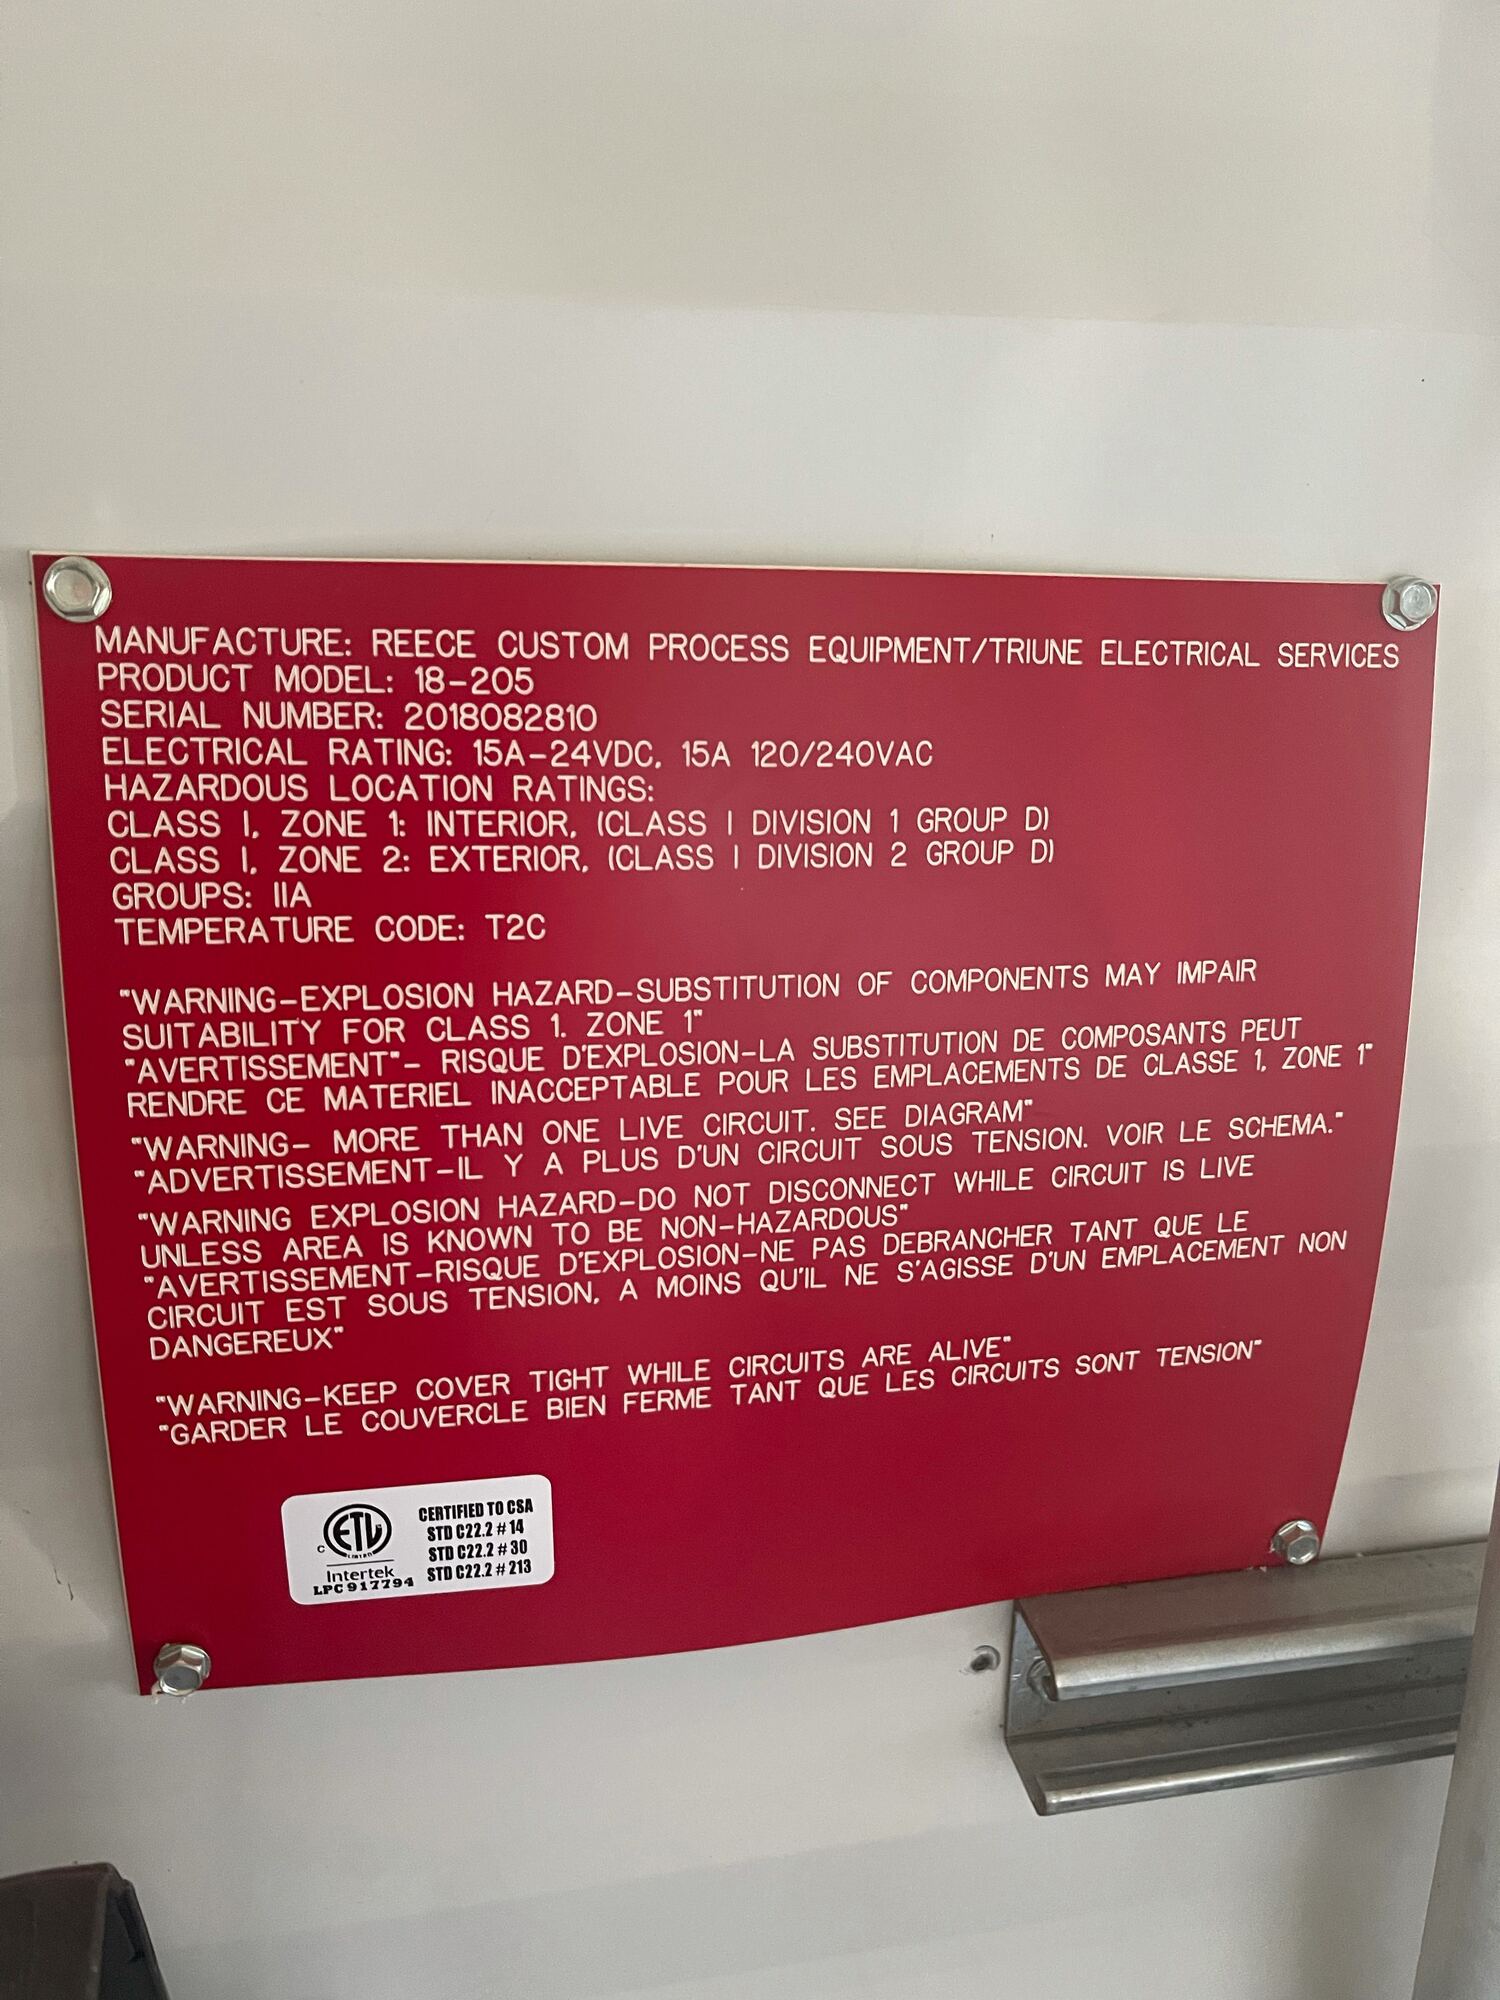 MANUFACTURE: REECE CUSTOM PROCESS EQUIPMENT/TRIUNE ELECTRICAL SERVICES
PRODUCT MODEL: 18-205
SERIAL NUMBER: 2018082810
ELECTRICAL RATING: 15A-24VDC, 15A 120/240VAC
HAZARDOUS LOCATION RATINGS:
CLASS I, ZONE 1: INTERIOR, (CLASS I DIVISION 1 GROUP D)
CLASS I, ZONE 2: EXTERIOR, (CLASS I DIVISION 2 GROUP D)
GROUPS: IIA
TEMPERATURE CODE: T2C
"WARNING-EXPLOSION HAZARD-SUBSTITUTION OF COMPONENTS MAY IMPAIR
SUITABILITY FOR CLASS 1. ZONE 1"
"AVERTISSEMENT"- RISQUE D'EXPLOSION-LA SUBSTITUTION DE COMPOSANTS PEUT
RENDRE CE MATERIEL INACCEPTABLE POUR LES EMPLACEMENTS DE CLASSE 1, ZONE 1"
"WARNING- MORE THAN ONE LIVE CIRCUIT. SEE DIAGRAM"
"ADVERTISSEMENT-IL Y A PLUS D'UN CIRCUIT SOUS TENSION. VOIR LE SCHEMA."
"WARNING EXPLOSION HAZARD-DO NOT DISCONNECT WHILE CIRCUIT IS LIVE
UNLESS AREA IS KNOWN TO BE NON-HAZARDOUS"
"AVERTISSEMENT-RISQUE D'EXPLOSION-NE PAS DEBRANCHER TANT QUE LE
CIRCUIT EST SOUS TENSION, A MOINS QU'IL NE S'AGISSE D'UN EMPLACEMENT NON
DANGEREUX"
"WARNING-KEEP COVER TIGHT WHILE CIRCUITS ARE ALIVE"
"GARDER LE COUVERCLE BIEN FERME TANT QUE LES CIRCUITS SONT TENSION"
C ETL LISTED
Intertek
LPC 917794
CERTIFIED TO CSA
STD C22.2 # 14
STD C22.2 # 30
STD C22.2 # 213